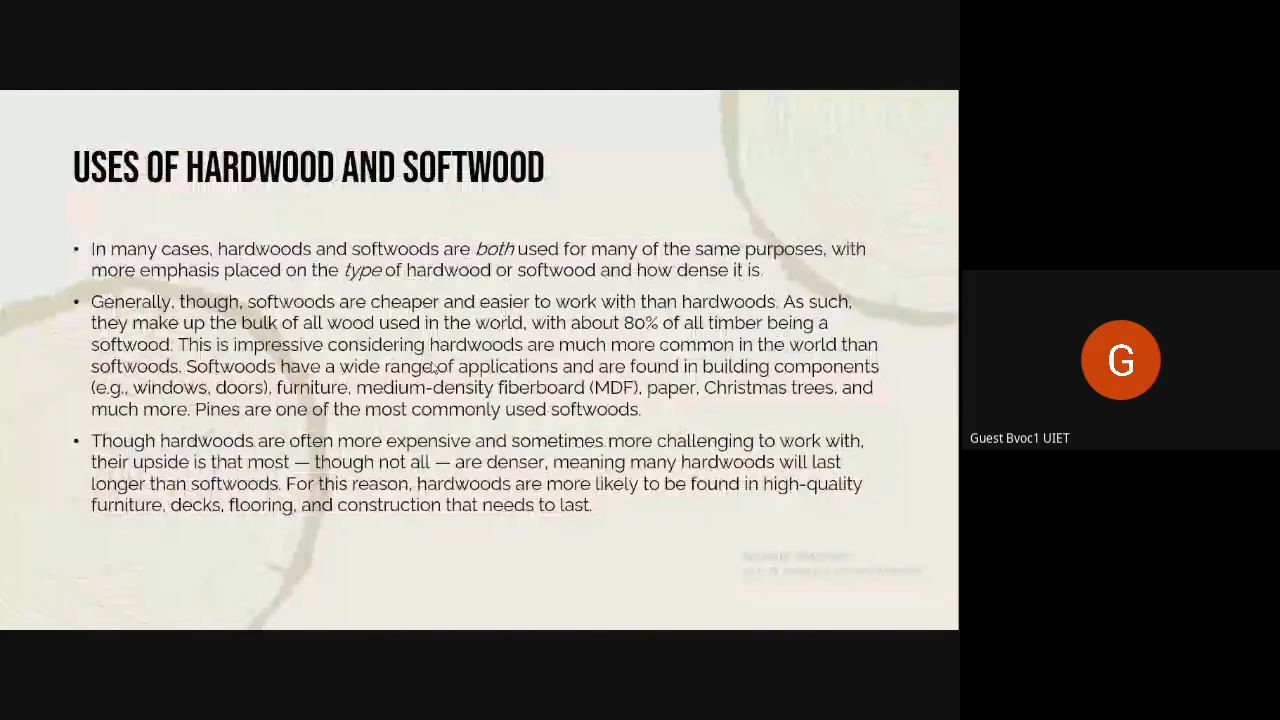 USES OF HARDWOOD AND SOFTWOOD
• In many cases, hardwoods and softwoods are both used for many of the same purposes, with
more emphasis placed on the type of hardwood or softwood and how dense it is.
• Generally, though, softwoods are cheaper and easier to work with than hardwoods. As such,
they make up the bulk of all wood used in the world, with about 80% of all timber being a
softwood. This is impressive considering hardwoods are much more common in the world than
softwoods. Softwoods have a wide range of applications and are found in building components
(e.g., windows, doors), furniture, medium-density fiberboard (MDF), paper, Christmas trees, and
much more. Pines are one of the most commonly used softwoods.
• Though hardwoods are often more expensive and sometimes more challenging to work with,
their upside is that most — though not all — are denser, meaning many hardwoods will last
longer than softwoods. For this reason, hardwoods are more likely to be found in high-quality
furniture, decks, flooring, and construction that needs to last.
G
Guest Bvoc1 UIET